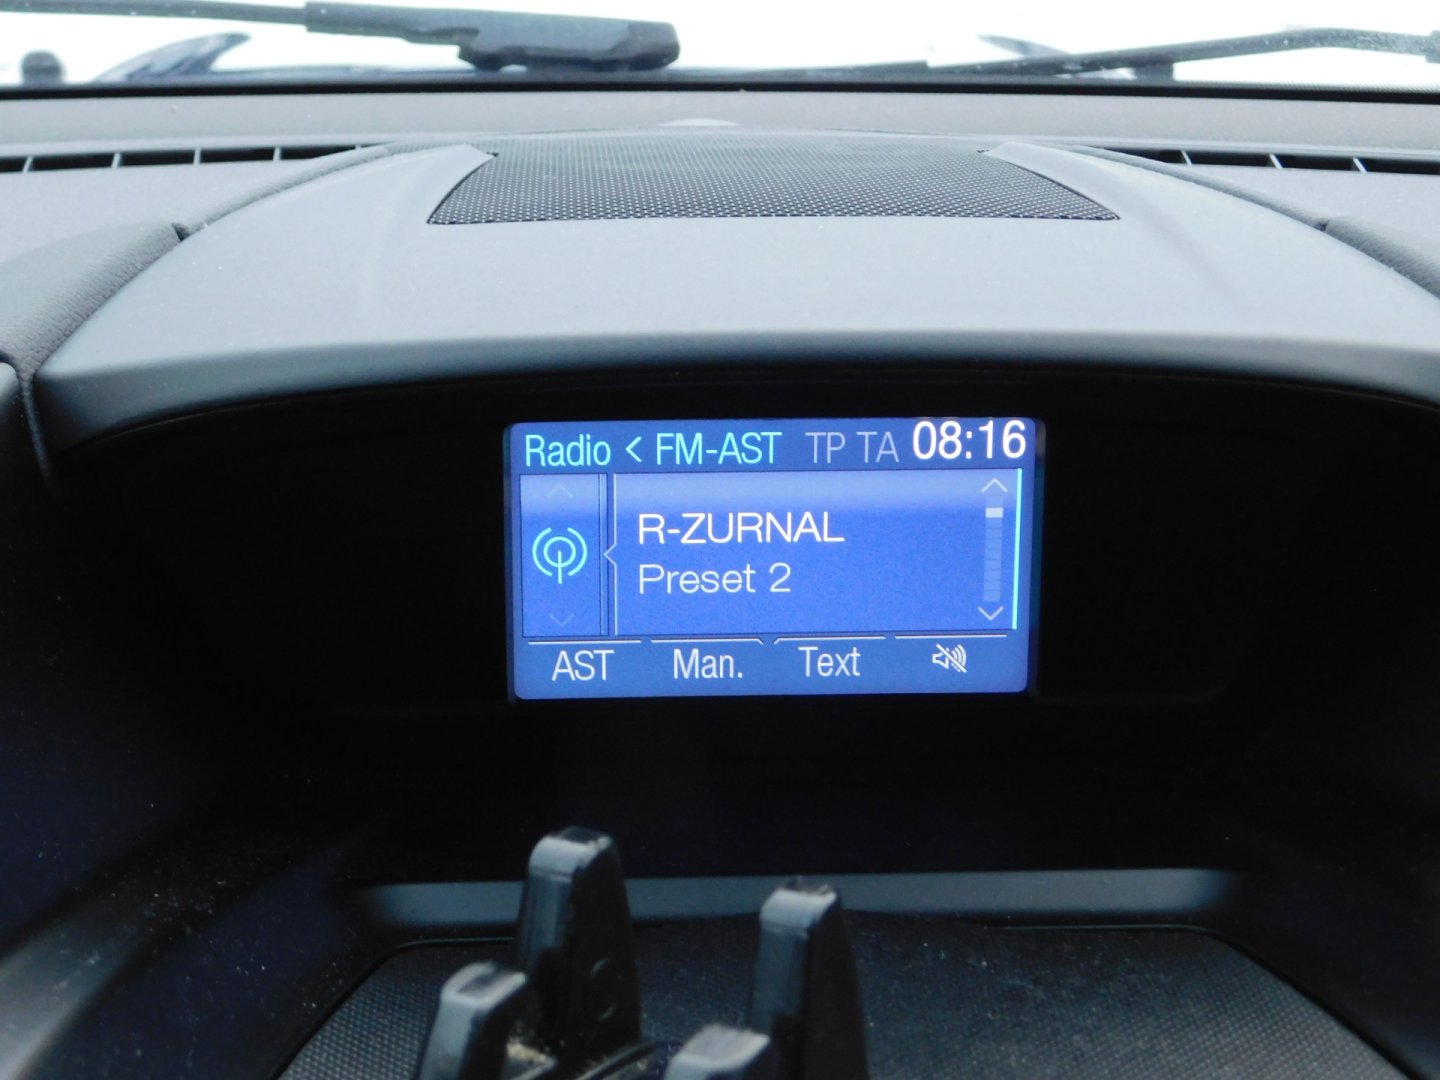 Radio < FM-AST TP TA 08:16
R-ZURNAL
Preset 2
AST Man. Text